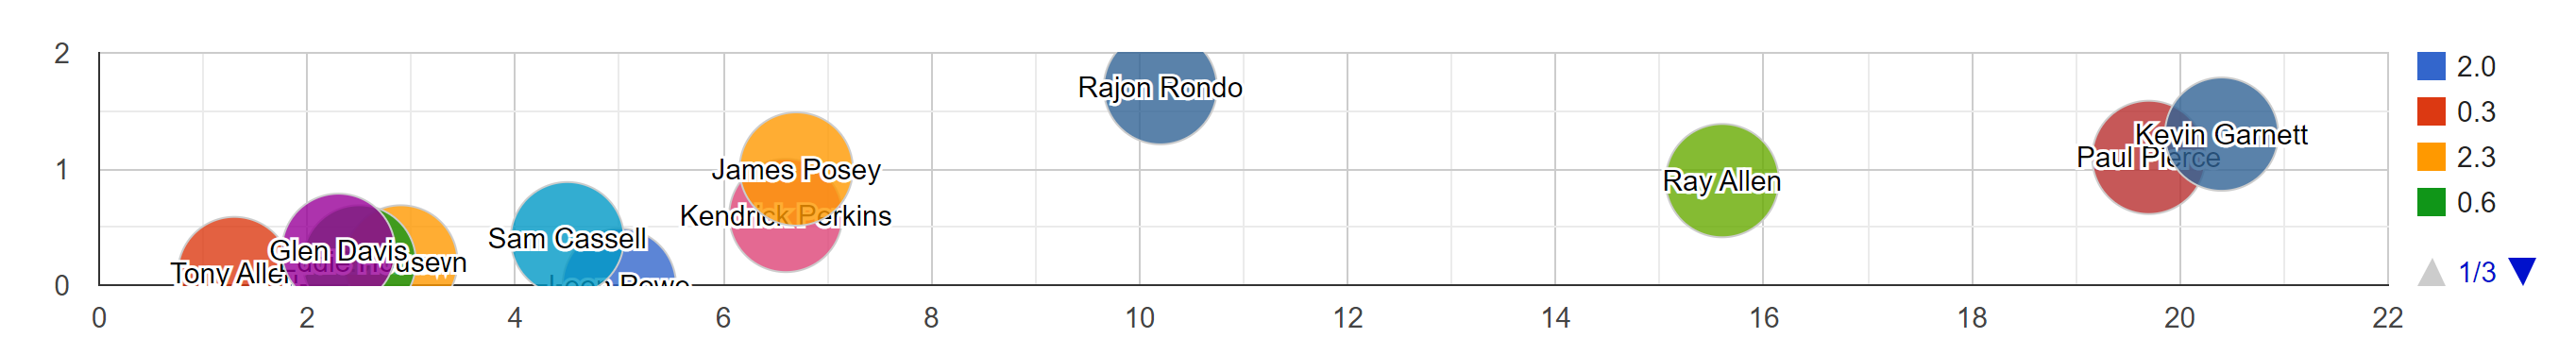 2
1
0
0
2
4
6
8
10
12
14
16
18
20
22
Rajon Rondo
Kevin Garnett
Paul Pierce
James Posey
Ray Allen
Kendrick Perkins
Sam Cassell
Glen Davis
Tony Allen
2.0
0.3
2.3
0.6
1/3